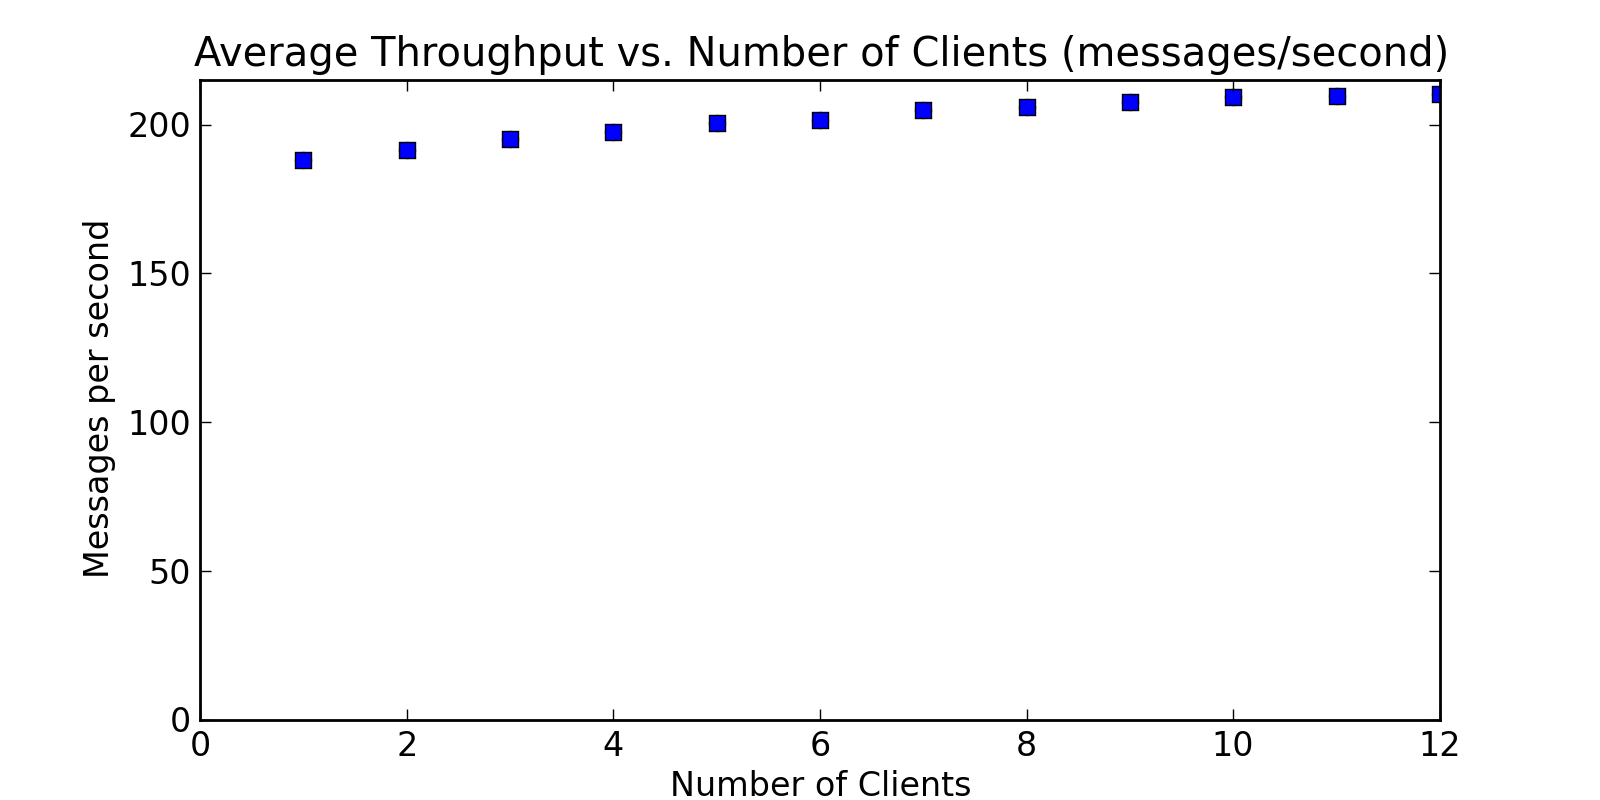 Average Throughput vs. Number of Clients (messages/second)
200
150
100
50
0
Messages per second
0 2 4 6 8 10 12
Number of Clients